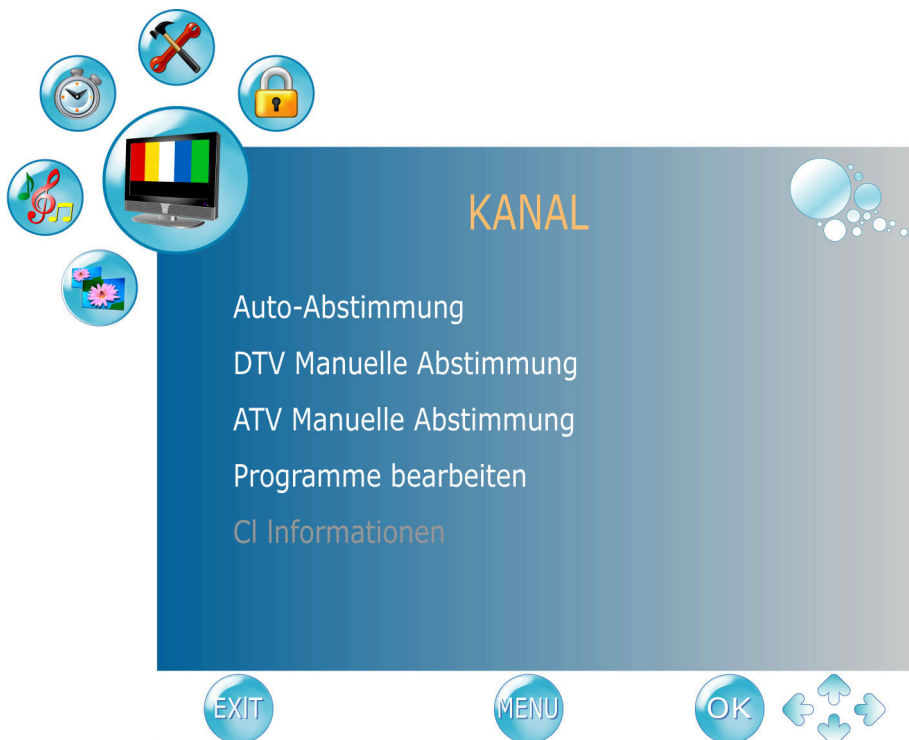 KANAL
Auto-Abstimmung
DTV Manuelle Abstimmung
ATV Manuelle Abstimmung
Programme bearbeiten
CI Informationen
EXIT
MENU
OK